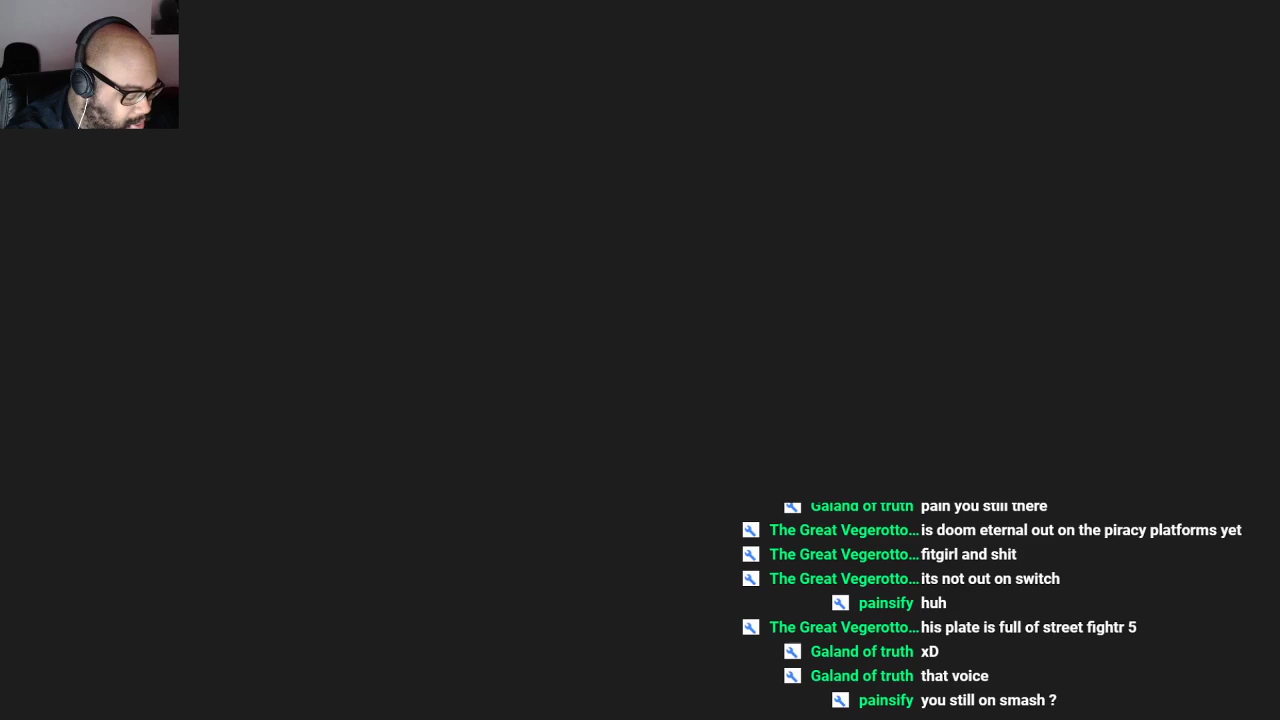 Galand of truth pain you still there
The Great Vegerotto... is doom eternal out on the piracy platforms yet
The Great Vegerotto... fitgirl and shit
The Great Vegerotto... its not out on switch
painsify huh
The Great Vegerotto... his plate is full of street fightr 5
Galand of truth xD
Galand of truth that voice
painsify you still on smash ?